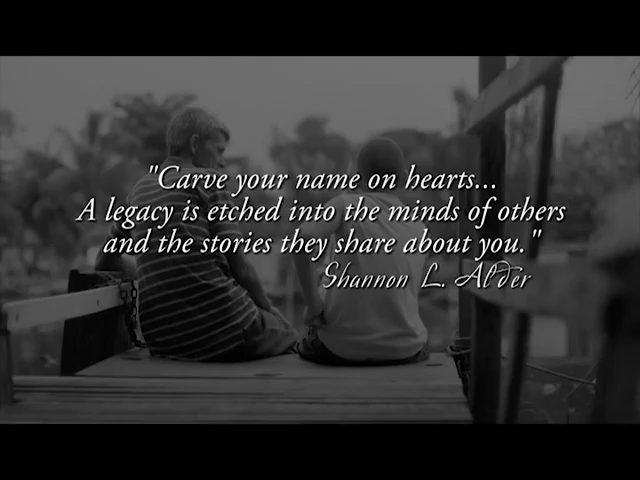 "Carve your name on hearts...
A legacy is etched into the minds of others
and the stories they share about you."
Shannon L. Alder